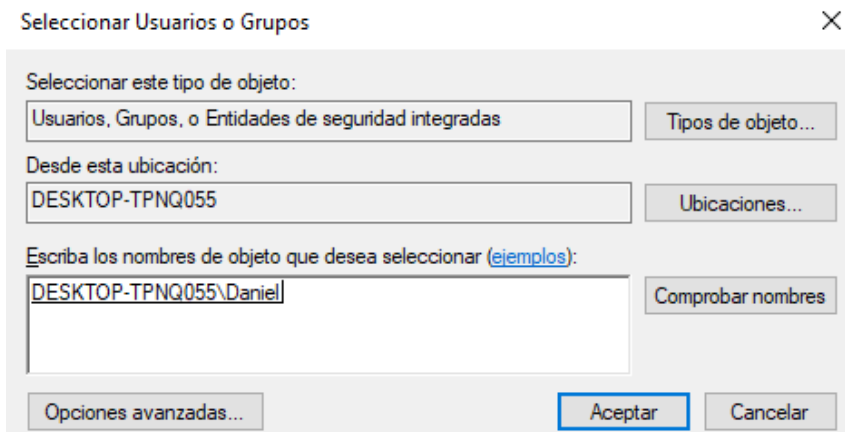 Seleccionar Usuarios o Grupos
Seleccionar este tipo de objeto:
Usuarios, Grupos, o Entidades de seguridad integradas
Tipos de objeto...
Desde esta ubicación:
DESKTOP-TPNQ055
Ubicaciones...
Escriba los nombres de objeto que desea seleccionar (ejemplos):
DESKTOP-TPNQ055\Daniel
Comprobar nombres
Opciones avanzadas...
Aceptar
Cancelar